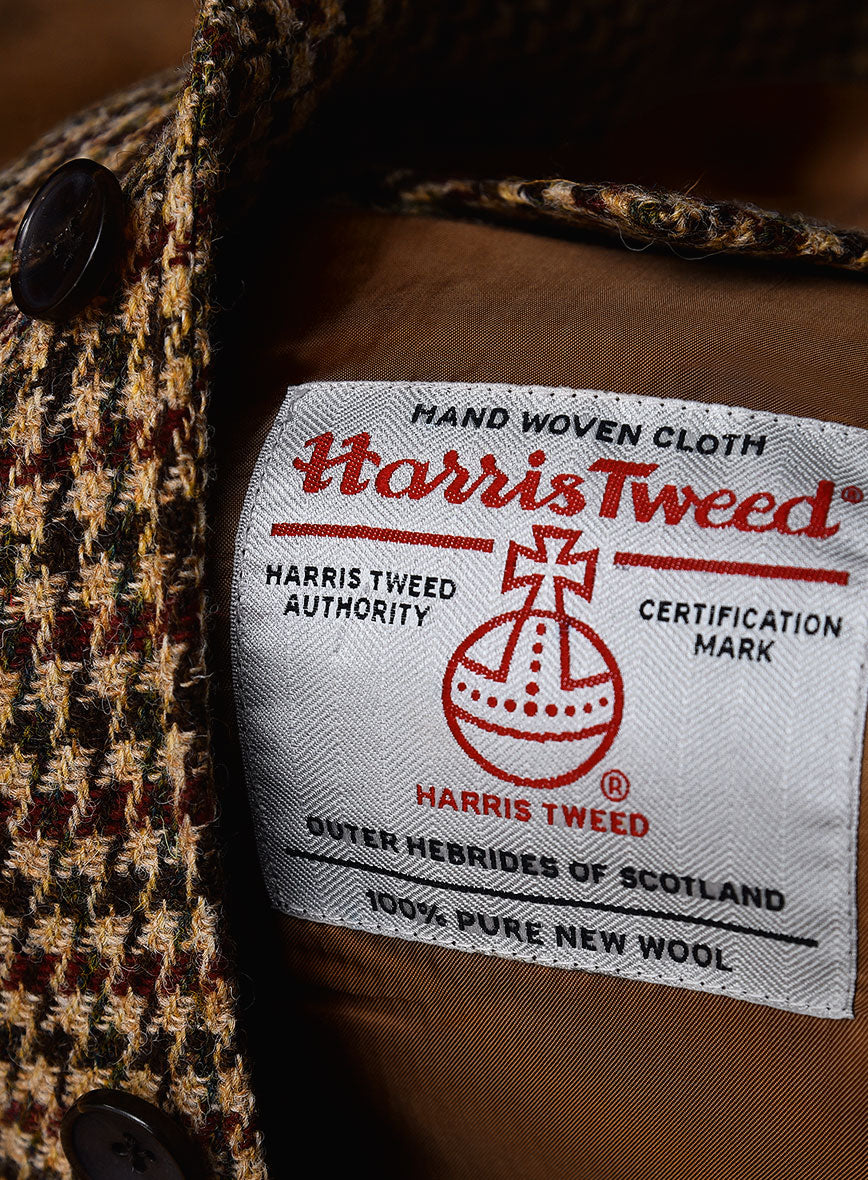 HAND WOVEN CLOTH
Harris Tweed®
HARRIS TWEED
AUTHORITY
CERTIFICATION
MARK
®
HARRIS TWEED
OUTER HEBRIDES OF SCOTLAND
100% PURE NEW WOOL